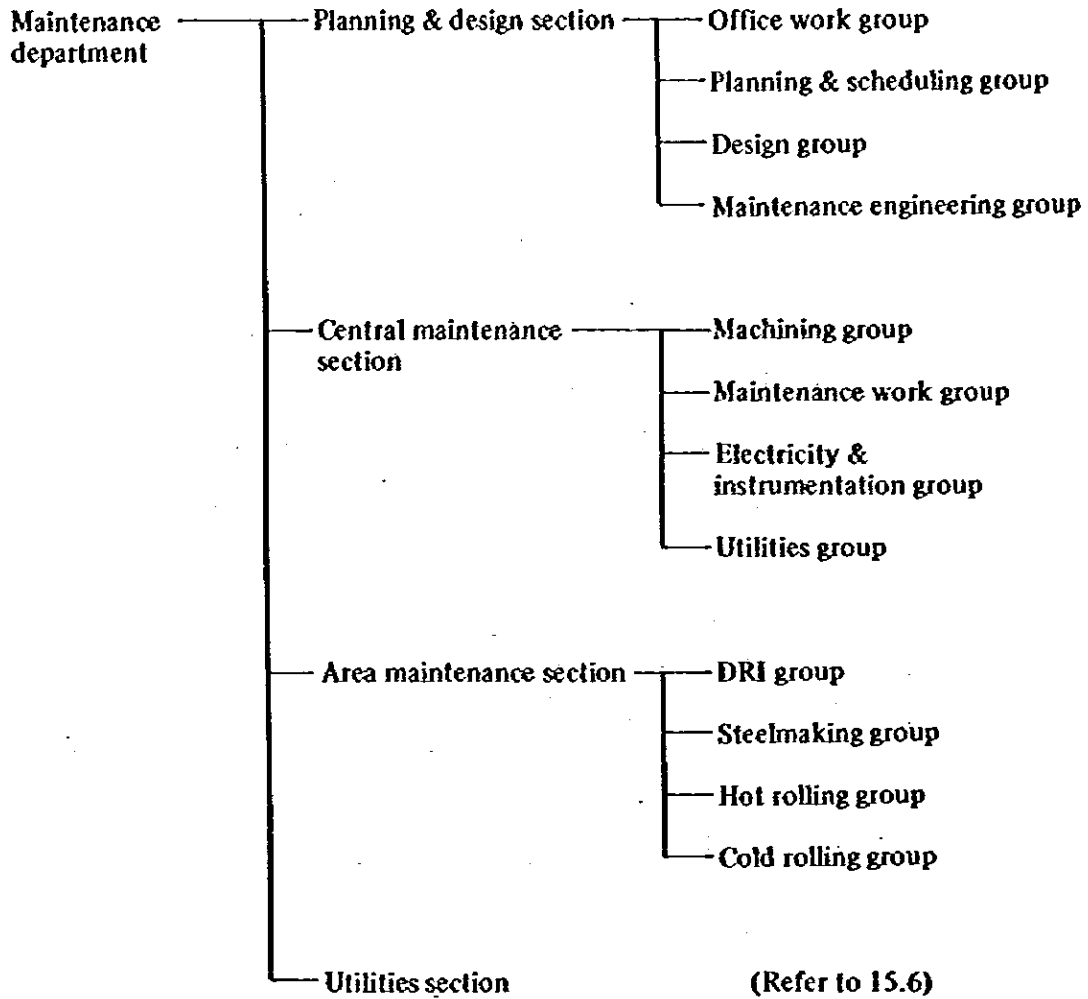 Maintenance department
Planning & design section
Office work group
Planning & scheduling group
Design group
Maintenance engineering group
Central maintenance section
Machining group
Maintenance work group
Electricity & instrumentation group
Utilities group
Area maintenance section
DRI group
Steelmaking group
Hot rolling group
Cold rolling group
Utilities section
(Refer to 15.6)